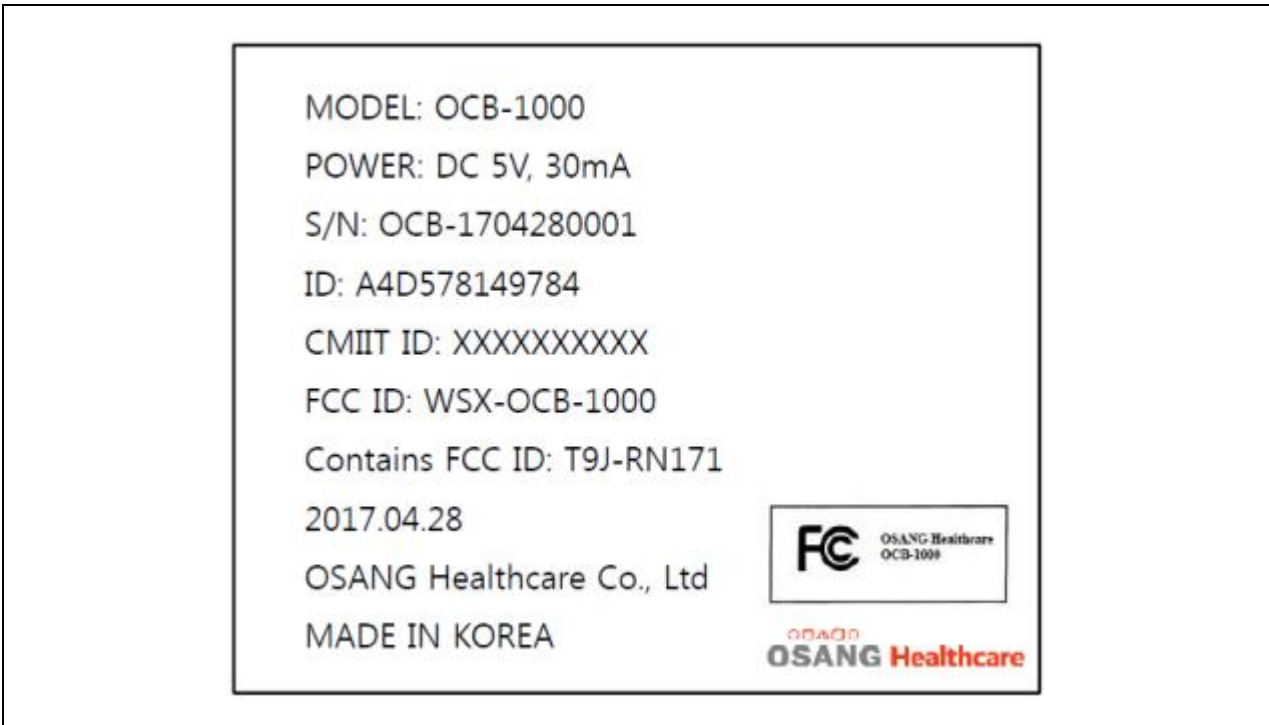 MODEL: OCB-1000
POWER: DC 5V, 30mA
S/N: OCB-1704280001
ID: A4D578149784
CMIIT ID: XXXXXXXXXX
FCC ID: WSX-OCB-1000
Contains FCC ID: T9J-RN171
2017.04.28
OSANG Healthcare Co., Ltd
MADE IN KOREA
FC
OSANG Healthcare
OCB-1000
OSANG Healthcare